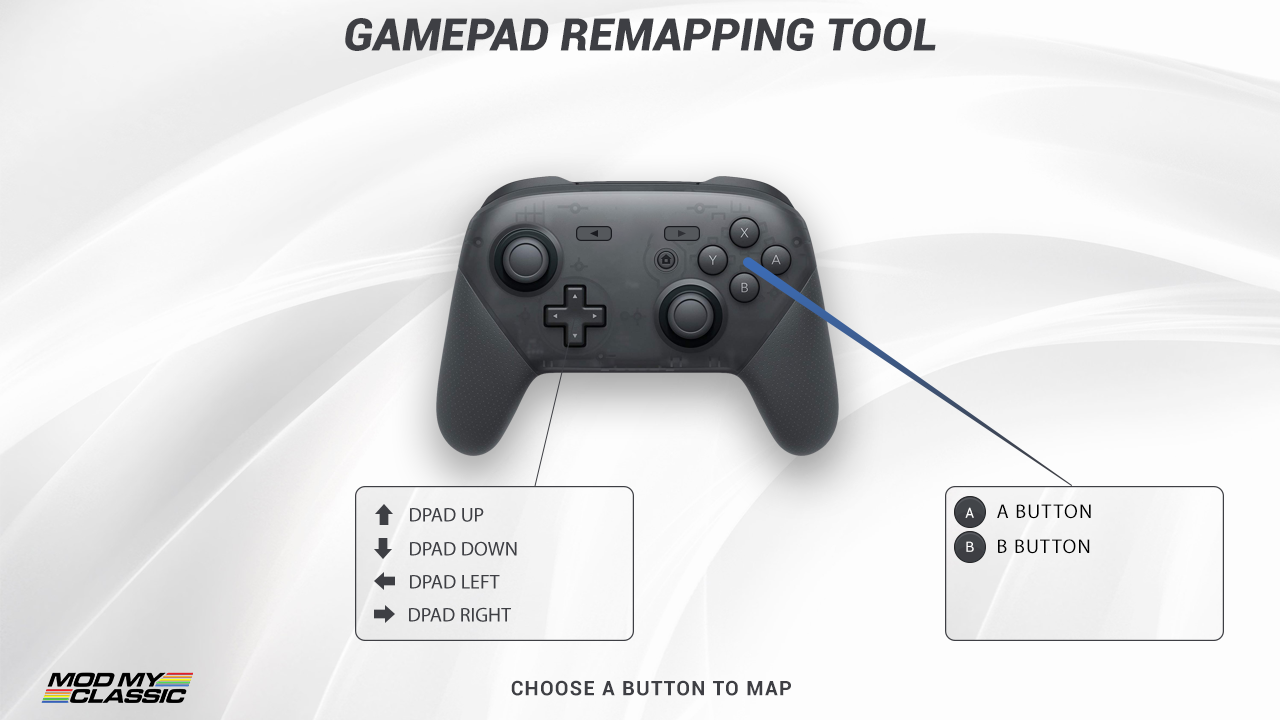 GAMEPAD REMAPPING TOOL
X
Y
A
B
DPAD UP
DPAD DOWN
DPAD LEFT
DPAD RIGHT
A A BUTTON
B B BUTTON
MOD MY
CLASSIC
CHOOSE A BUTTON TO MAP